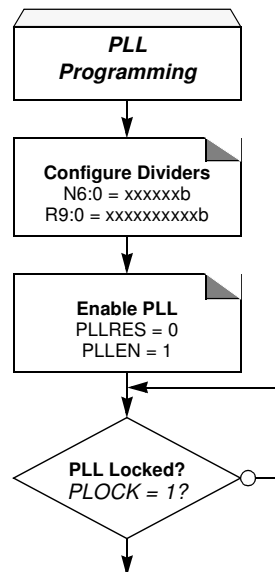 PLL
Programming
Configure Dividers
N6:0 = xxxxxxb
R9:0 = xxxxxxxxxxb
Enable PLL
PLLRES = 0
PLLEN = 1
PLL Locked?
PLOCK = 1?